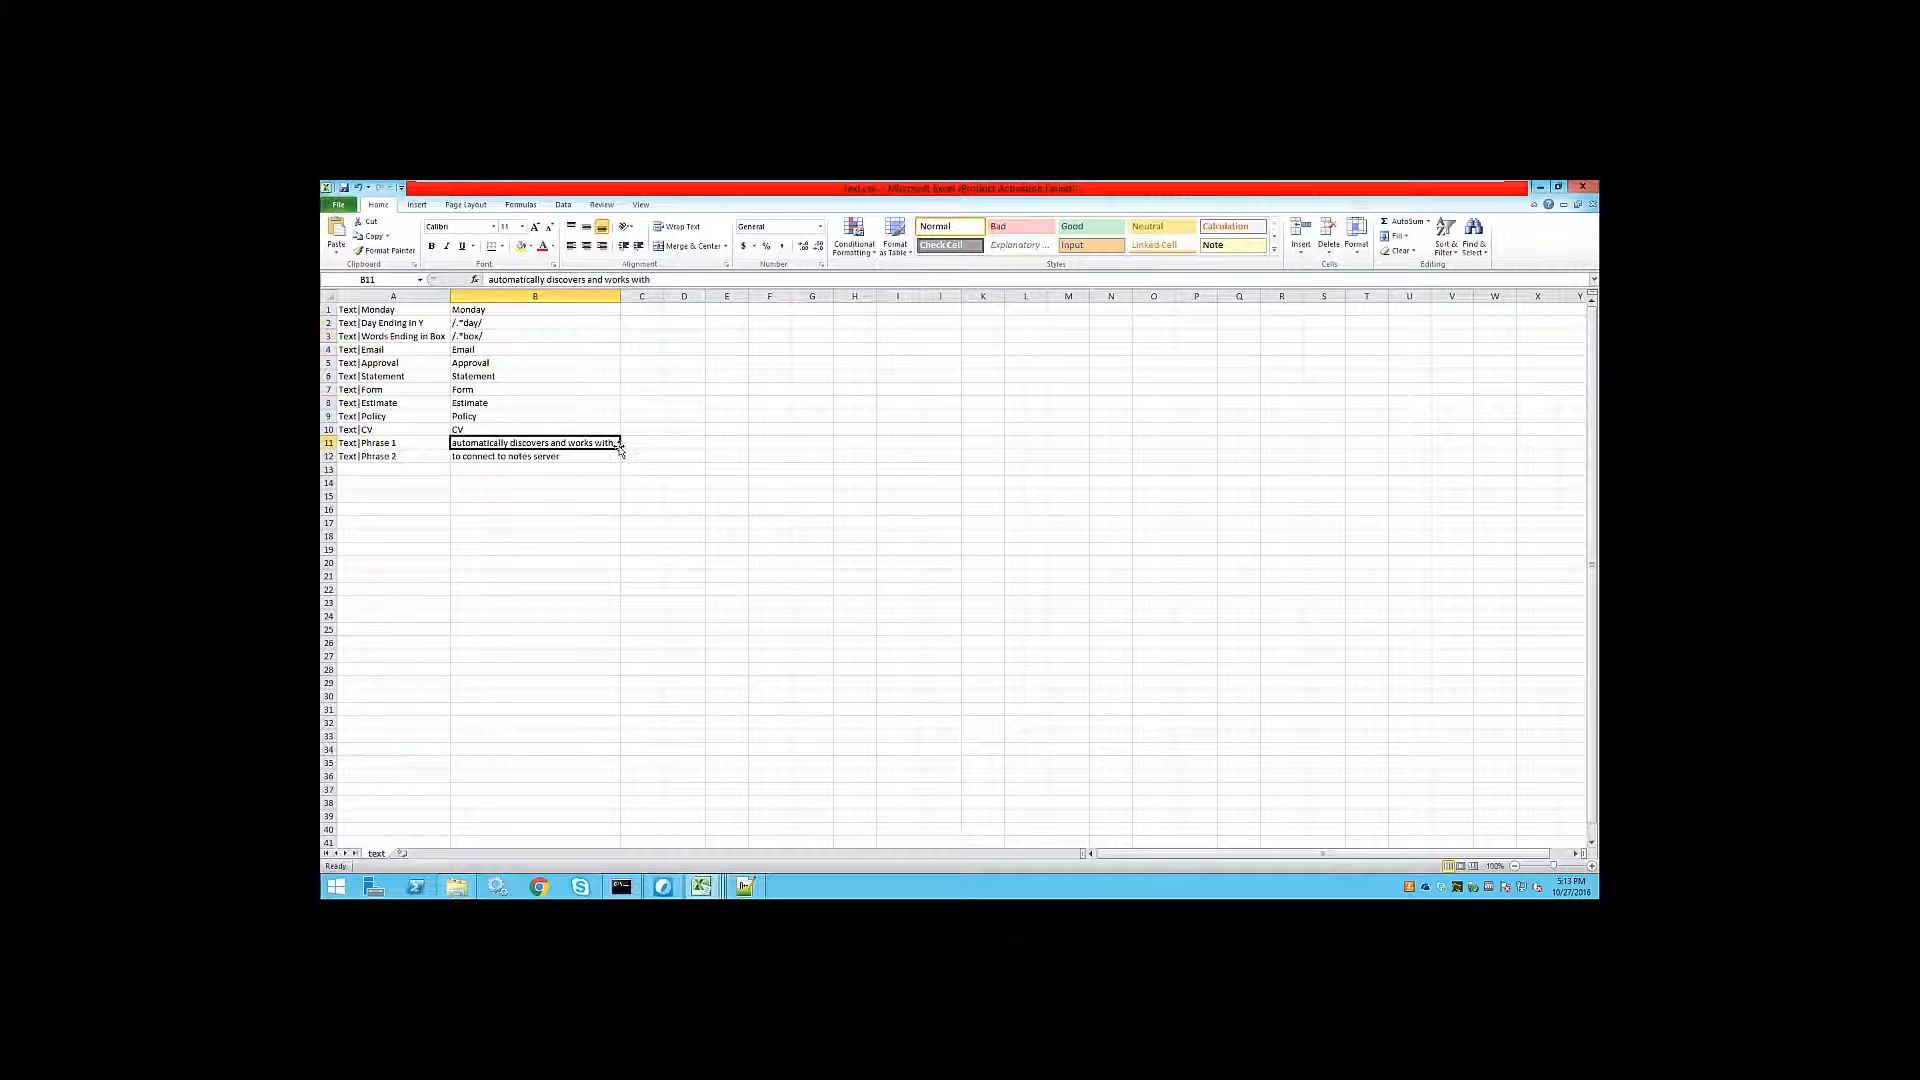 Text.csv - Microsoft Excel (Product Activation Failed)
File Home Insert Page Layout Formulas Data Review View
Paste Cut Copy Format Painter
Calibri 11 A A
B I U A
Wrap Text
Merge & Center
General
$ % ,
Conditional Formatting
Format as Table
Normal Bad Good Neutral Calculation
Check Cell Explanatory ... Input Linked Cell Note
Insert Delete Format
AutoSum
Fill
Clear
Sort & Filter
Find & Select
Clipboard Font Alignment Number Styles Cells Editing
B11 fx automatically discovers and works with
A B C D E F G H I J K L M N O P Q R S T U V W X Y
1 Text|Monday Monday
2 Text|Day Ending in Y /.*day/
3 Text|Words Ending in Box /.*box/
4 Text|Email Email
5 Text|Approval Approval
6 Text|Statement Statement
7 Text|Form Form
8 Text|Estimate Estimate
9 Text|Policy Policy
10 Text|CV CV
11 Text|Phrase 1 automatically discovers and works with
12 Text|Phrase 2 to connect to notes server
13
14
15
16
17
18
19
20
21
22
23
24
25
26
27
28
29
30
31
32
33
34
35
36
37
38
39
40
41
text
Ready 100%
5:13 PM
10/27/2016